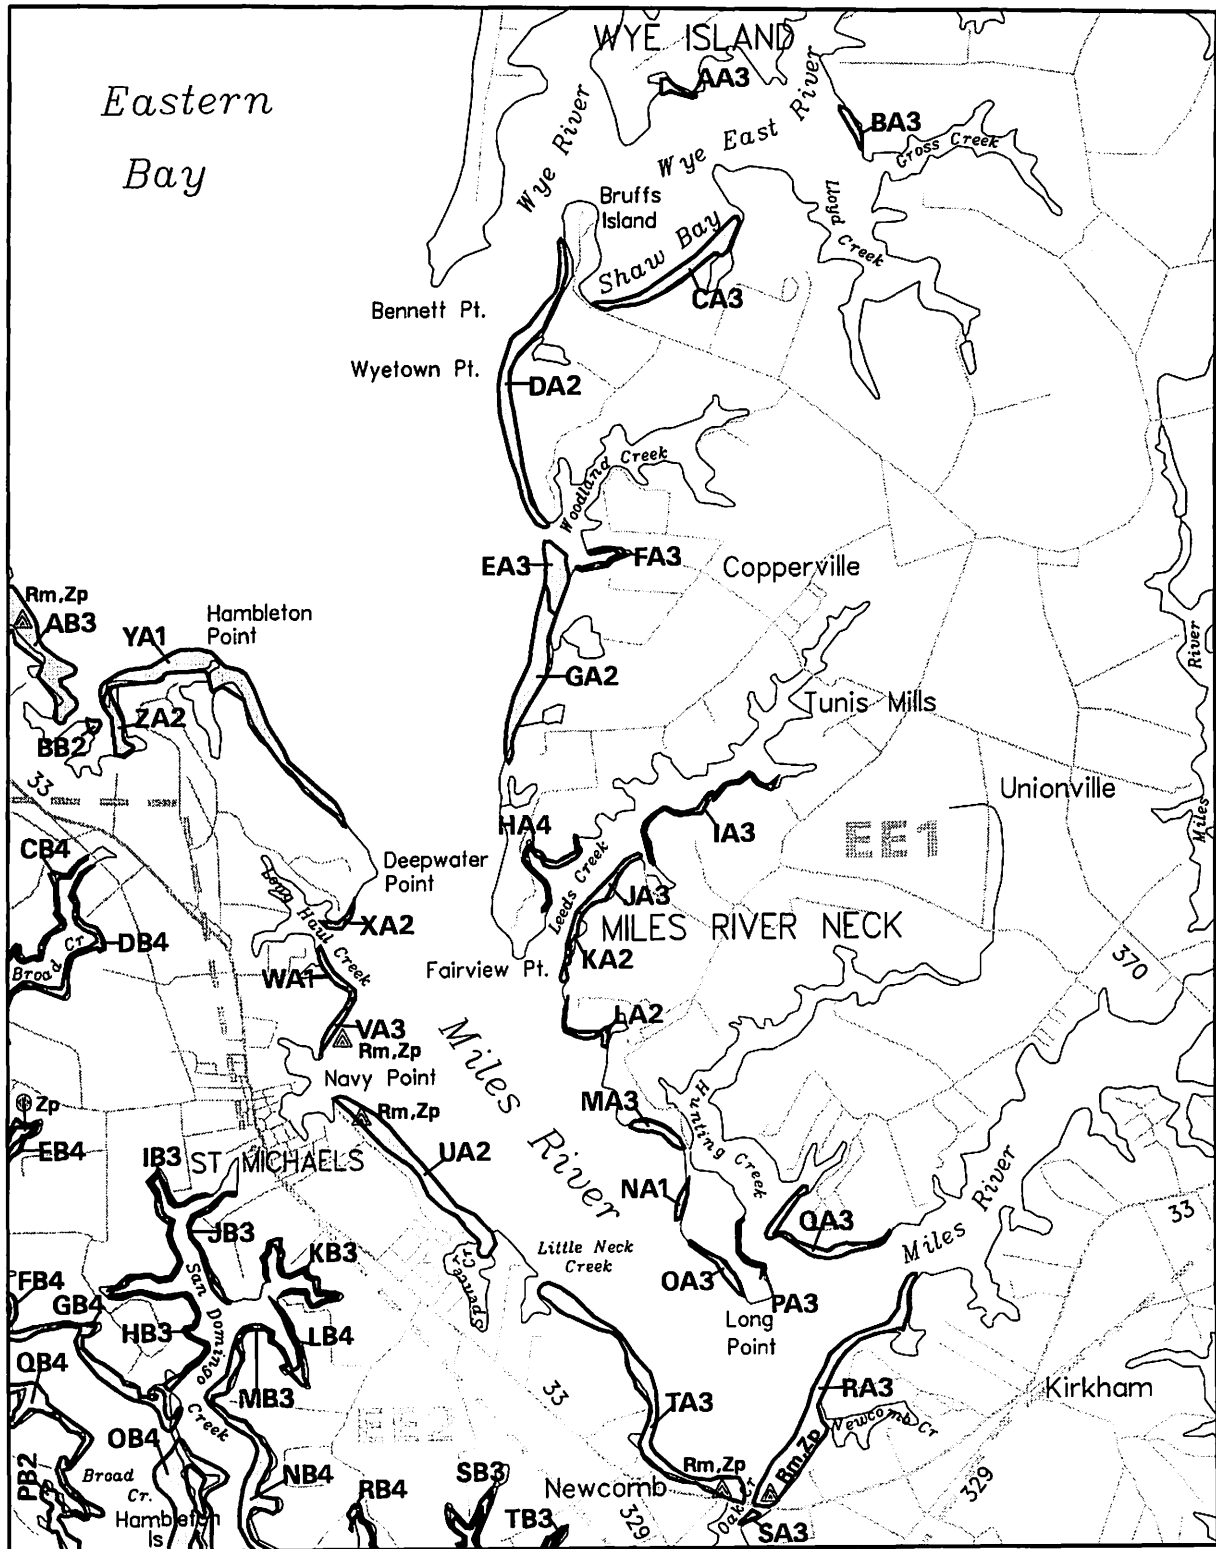 WYE ISLAND
Eastern
Bay
AA3
Wye River
Wye East River
BA3
Gross Creek
Bruffs
Island
Lloyd Creek
Shaw Bay
CA3
Bennett Pt.
Wyetown Pt.
DA2
Woodland Creek
EA3
FA3
Copperville
Rm,Zp
AB3
Hambleton
Point
YA1
GA2
River
Tunis Mills
ZA2
BB2
33
Unionville
Miles
HA4
IA3
EE1
CB4
Deepwater
Point
Long Haul Creek
Leeds Creek
JA3
XA2
MILES RIVER NECK
DB4
Broad Cr
KA2
Fairview Pt.
370
WA1
LA2
VA3
Rm,Zp
Miles River
Navy Point
Zp
Rm,Zp
MA3
Hunting Creek
EB4
IB3
ST. MICHAELS
UA2
NA1
QA3
33
JB3
KB3
Little Neck
Creek
Miles River
Spencer Cr
FB4
GB4
San Domingo Creek
OA3
PA3
Long
Point
HB3
LB4
QB4
MB3
33
TA3
RA3
Kirkham
Newcomb Cr
EE2
OB4
PB2
Broad
Cr.
NB4
SB3
RB4
Newcomb
Rm,Zp
Rm,Zp
329
Hambleton
Is
TB3
329
Oak Cr
SA3